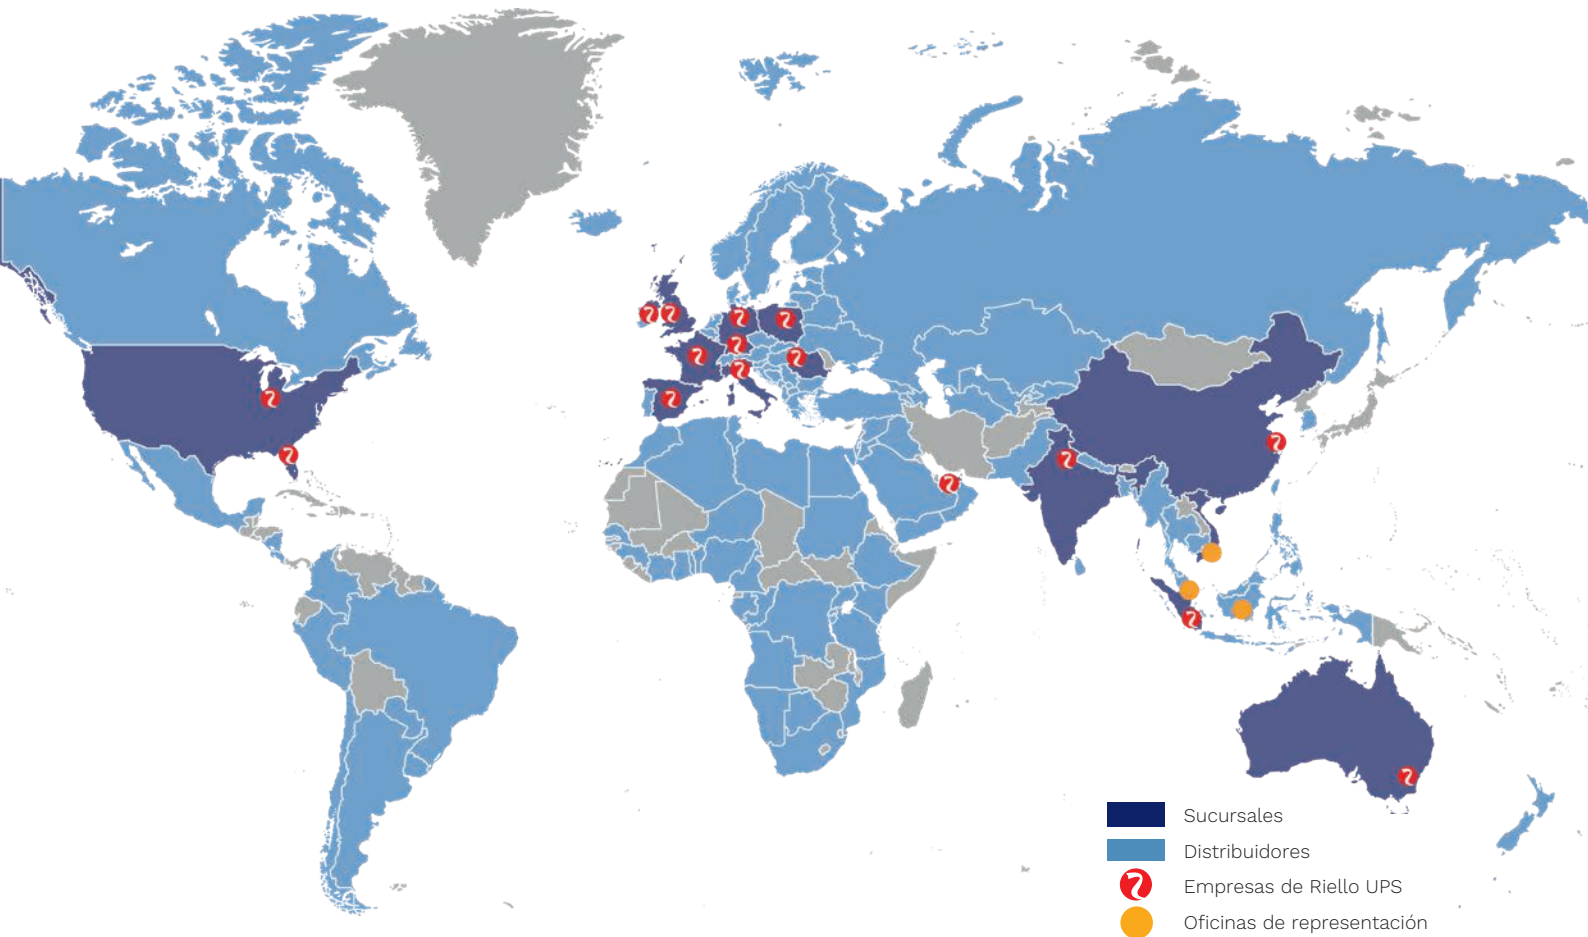 Sucursales
Distribuidores
Empresas de Riello UPS
Oficinas de representación